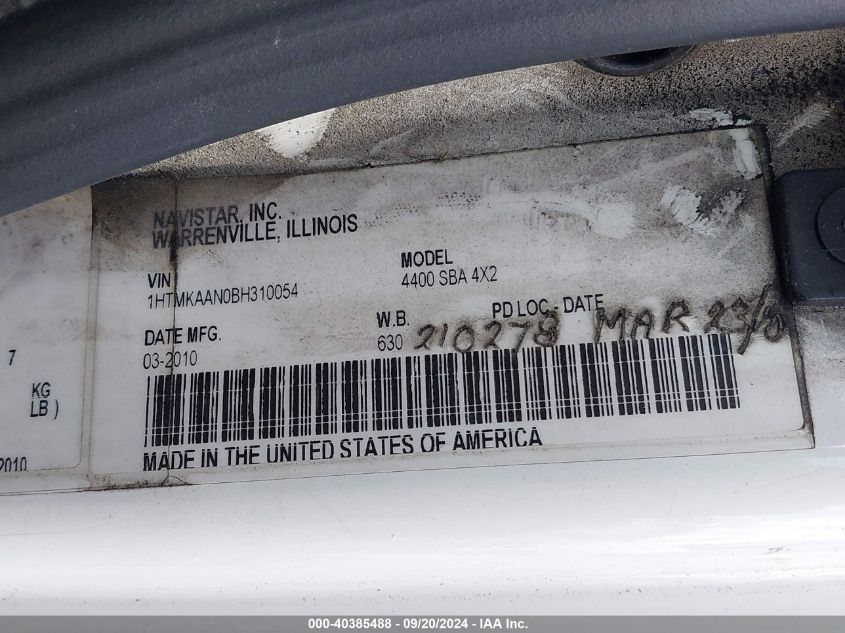 NAVISTAR, INC.
WARRENVILLE, ILLINOIS
VIN
1HTMKAAN0BH310054
MODEL
4400 SBA 4X2
DATE MFG.
03-2010
W.B.
630
PD LOC - DATE
210278 MAR 23/10
7
KG
LB )
2010
MADE IN THE UNITED STATES OF AMERICA
000-40385488 - 09/20/2024 - IAA Inc.